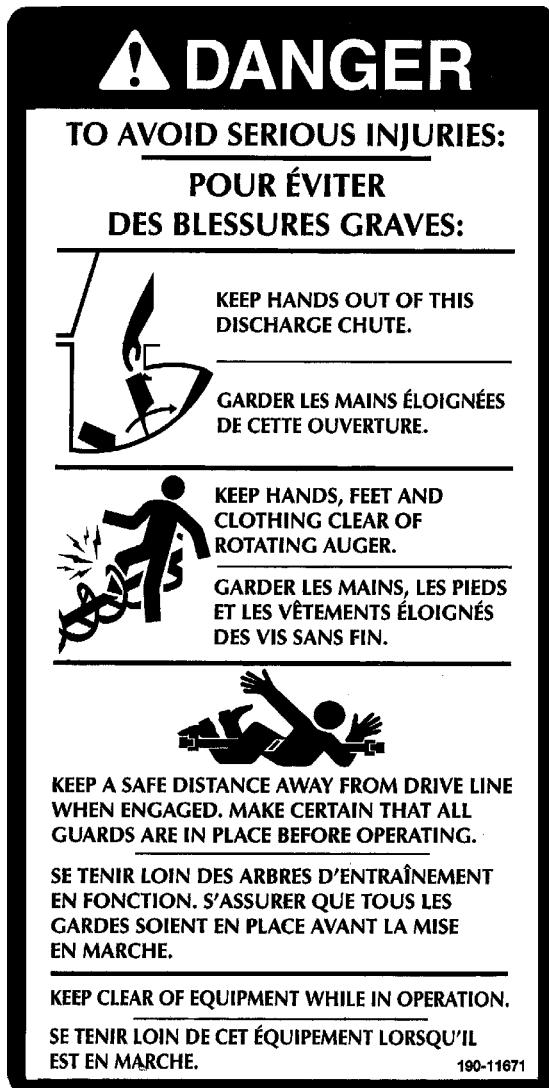 DANGER
TO AVOID SERIOUS INJURIES:
POUR ÉVITER
DES BLESSURES GRAVES:
KEEP HANDS OUT OF THIS
DISCHARGE CHUTE.
GARDER LES MAINS ÉLOIGNÉES
DE CETTE OUVERTURE.
KEEP HANDS, FEET AND
CLOTHING CLEAR OF
ROTATING AUGER.
GARDER LES MAINS, LES PIEDS
ET LES VÊTEMENTS ÉLOIGNÉS
DES VIS SANS FIN.
KEEP A SAFE DISTANCE AWAY FROM DRIVE LINE
WHEN ENGAGED. MAKE CERTAIN THAT ALL
GUARDS ARE IN PLACE BEFORE OPERATING.
SE TENIR LOIN DES ARBRES D'ENTRAÎNEMENT
EN FONCTION. S'ASSURER QUE TOUS LES
GARDES SOIENT EN PLACE AVANT LA MISE
EN MARCHE.
KEEP CLEAR OF EQUIPMENT WHILE IN OPERATION.
SE TENIR LOIN DE CET ÉQUIPEMENT LORSQU'IL
EST EN MARCHE.
190-11671